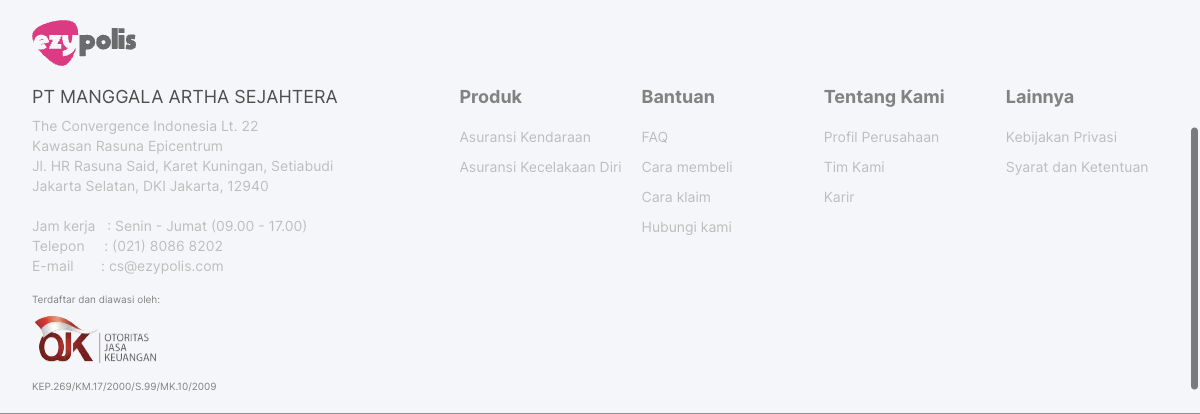 ezypolis
PT MANGGALA ARTHA SEJAHTERA
The Convergence Indonesia Lt. 22
Kawasan Rasuna Epicentrum
Jl. HR Rasuna Said, Karet Kuningan, Setiabudi
Jakarta Selatan, DKI Jakarta, 12940
Jam kerja : Senin - Jumat (09.00 - 17.00)
Telepon : (021) 8086 8202
E-mail : cs@ezypolis.com
Terdaftar dan diawasi oleh:
OJK
OTORITAS
JASA
KEUANGAN
KEP.269/KM.17/2000/S.99/MK.10/2009
Produk
Asuransi Kendaraan
Asuransi Kecelakaan Diri
Bantuan
FAQ
Cara membeli
Cara klaim
Hubungi kami
Tentang Kami
Profil Perusahaan
Tim Kami
Karir
Lainnya
Kebijakan Privasi
Syarat dan Ketentuan